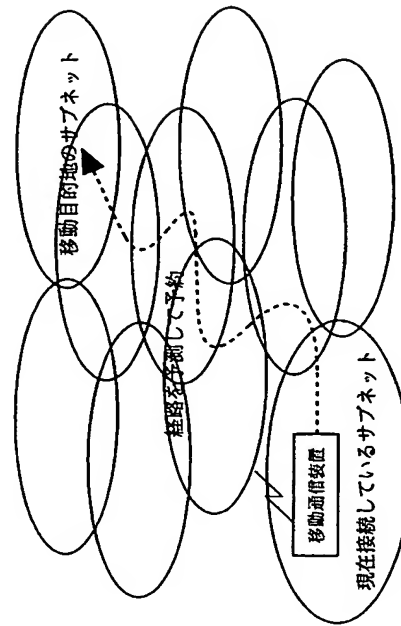 移動目的地のサブネット
経路を予測して予約
移動通信装置
現在接続しているサブネット